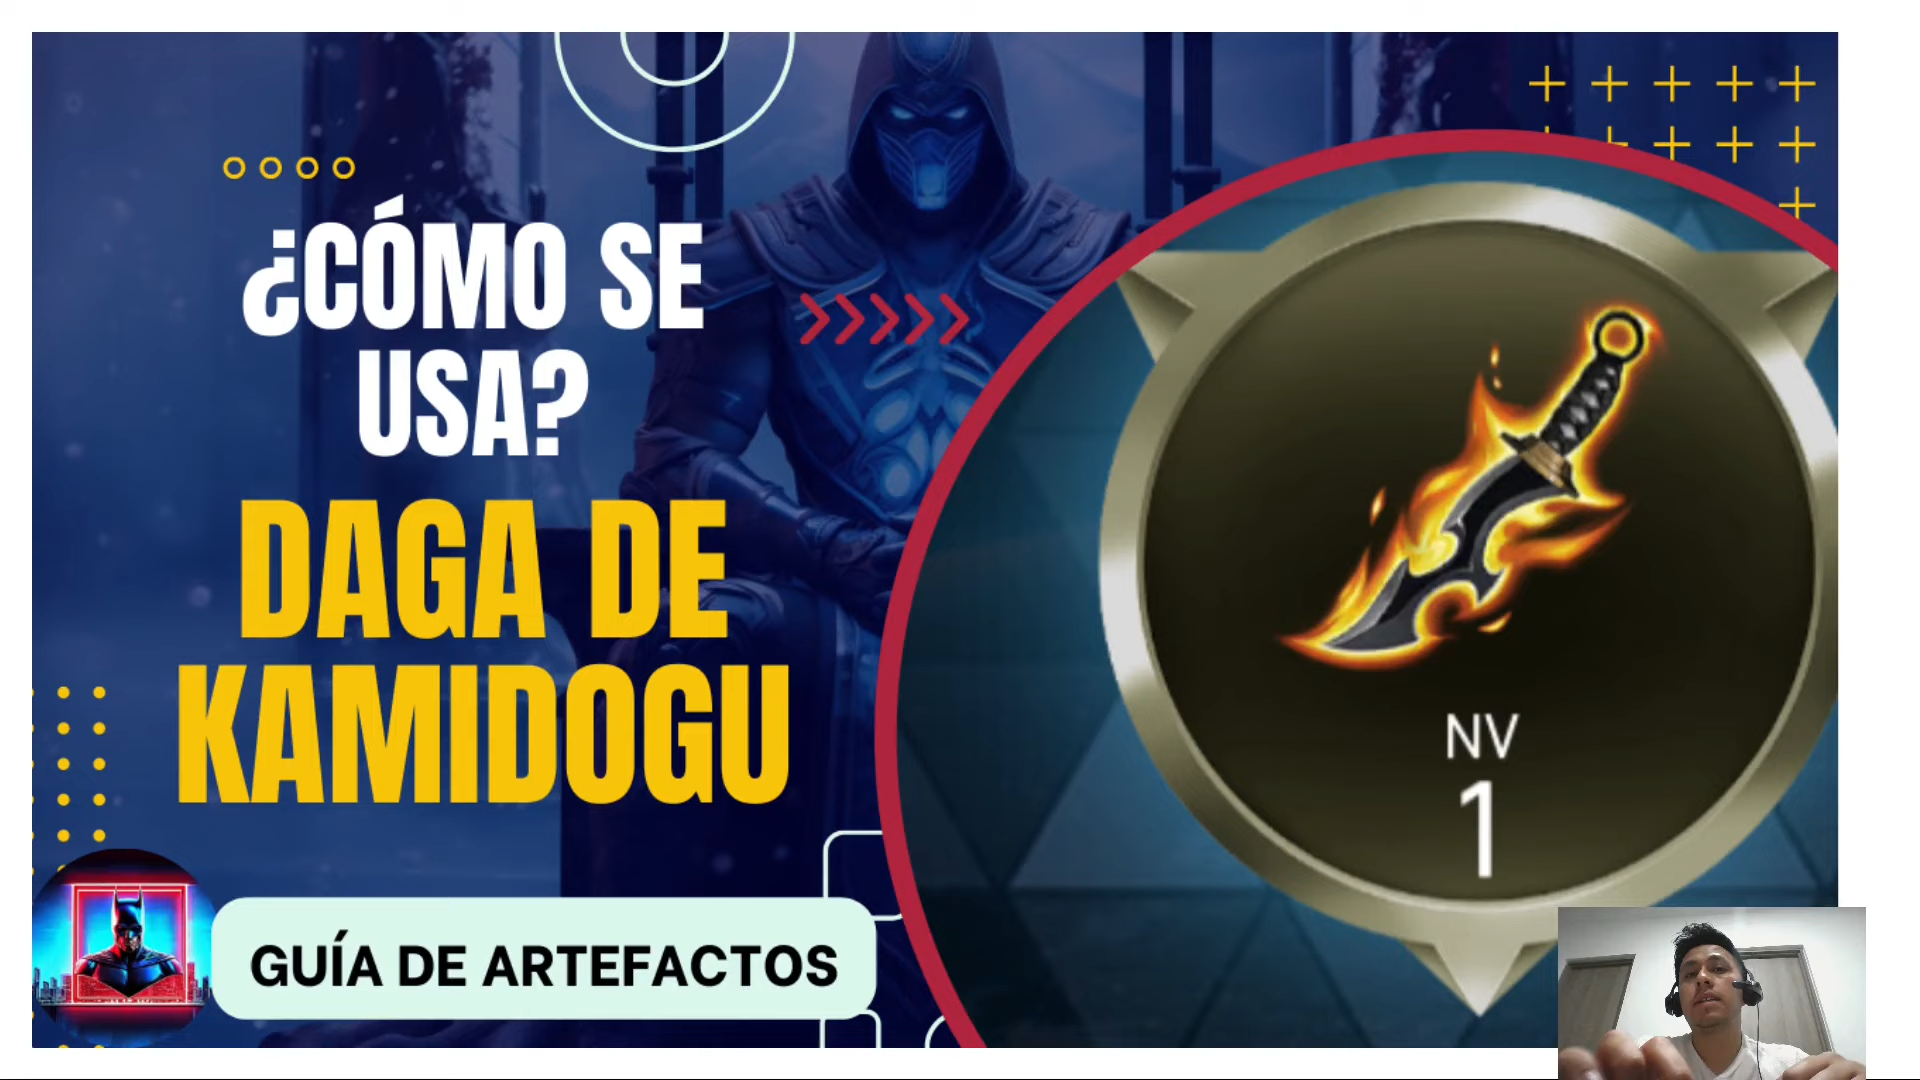 ¿CÓMO SE
USA?
DAGA DE
KAMIDOGU
GUÍA DE ARTEFACTOS
NV
1